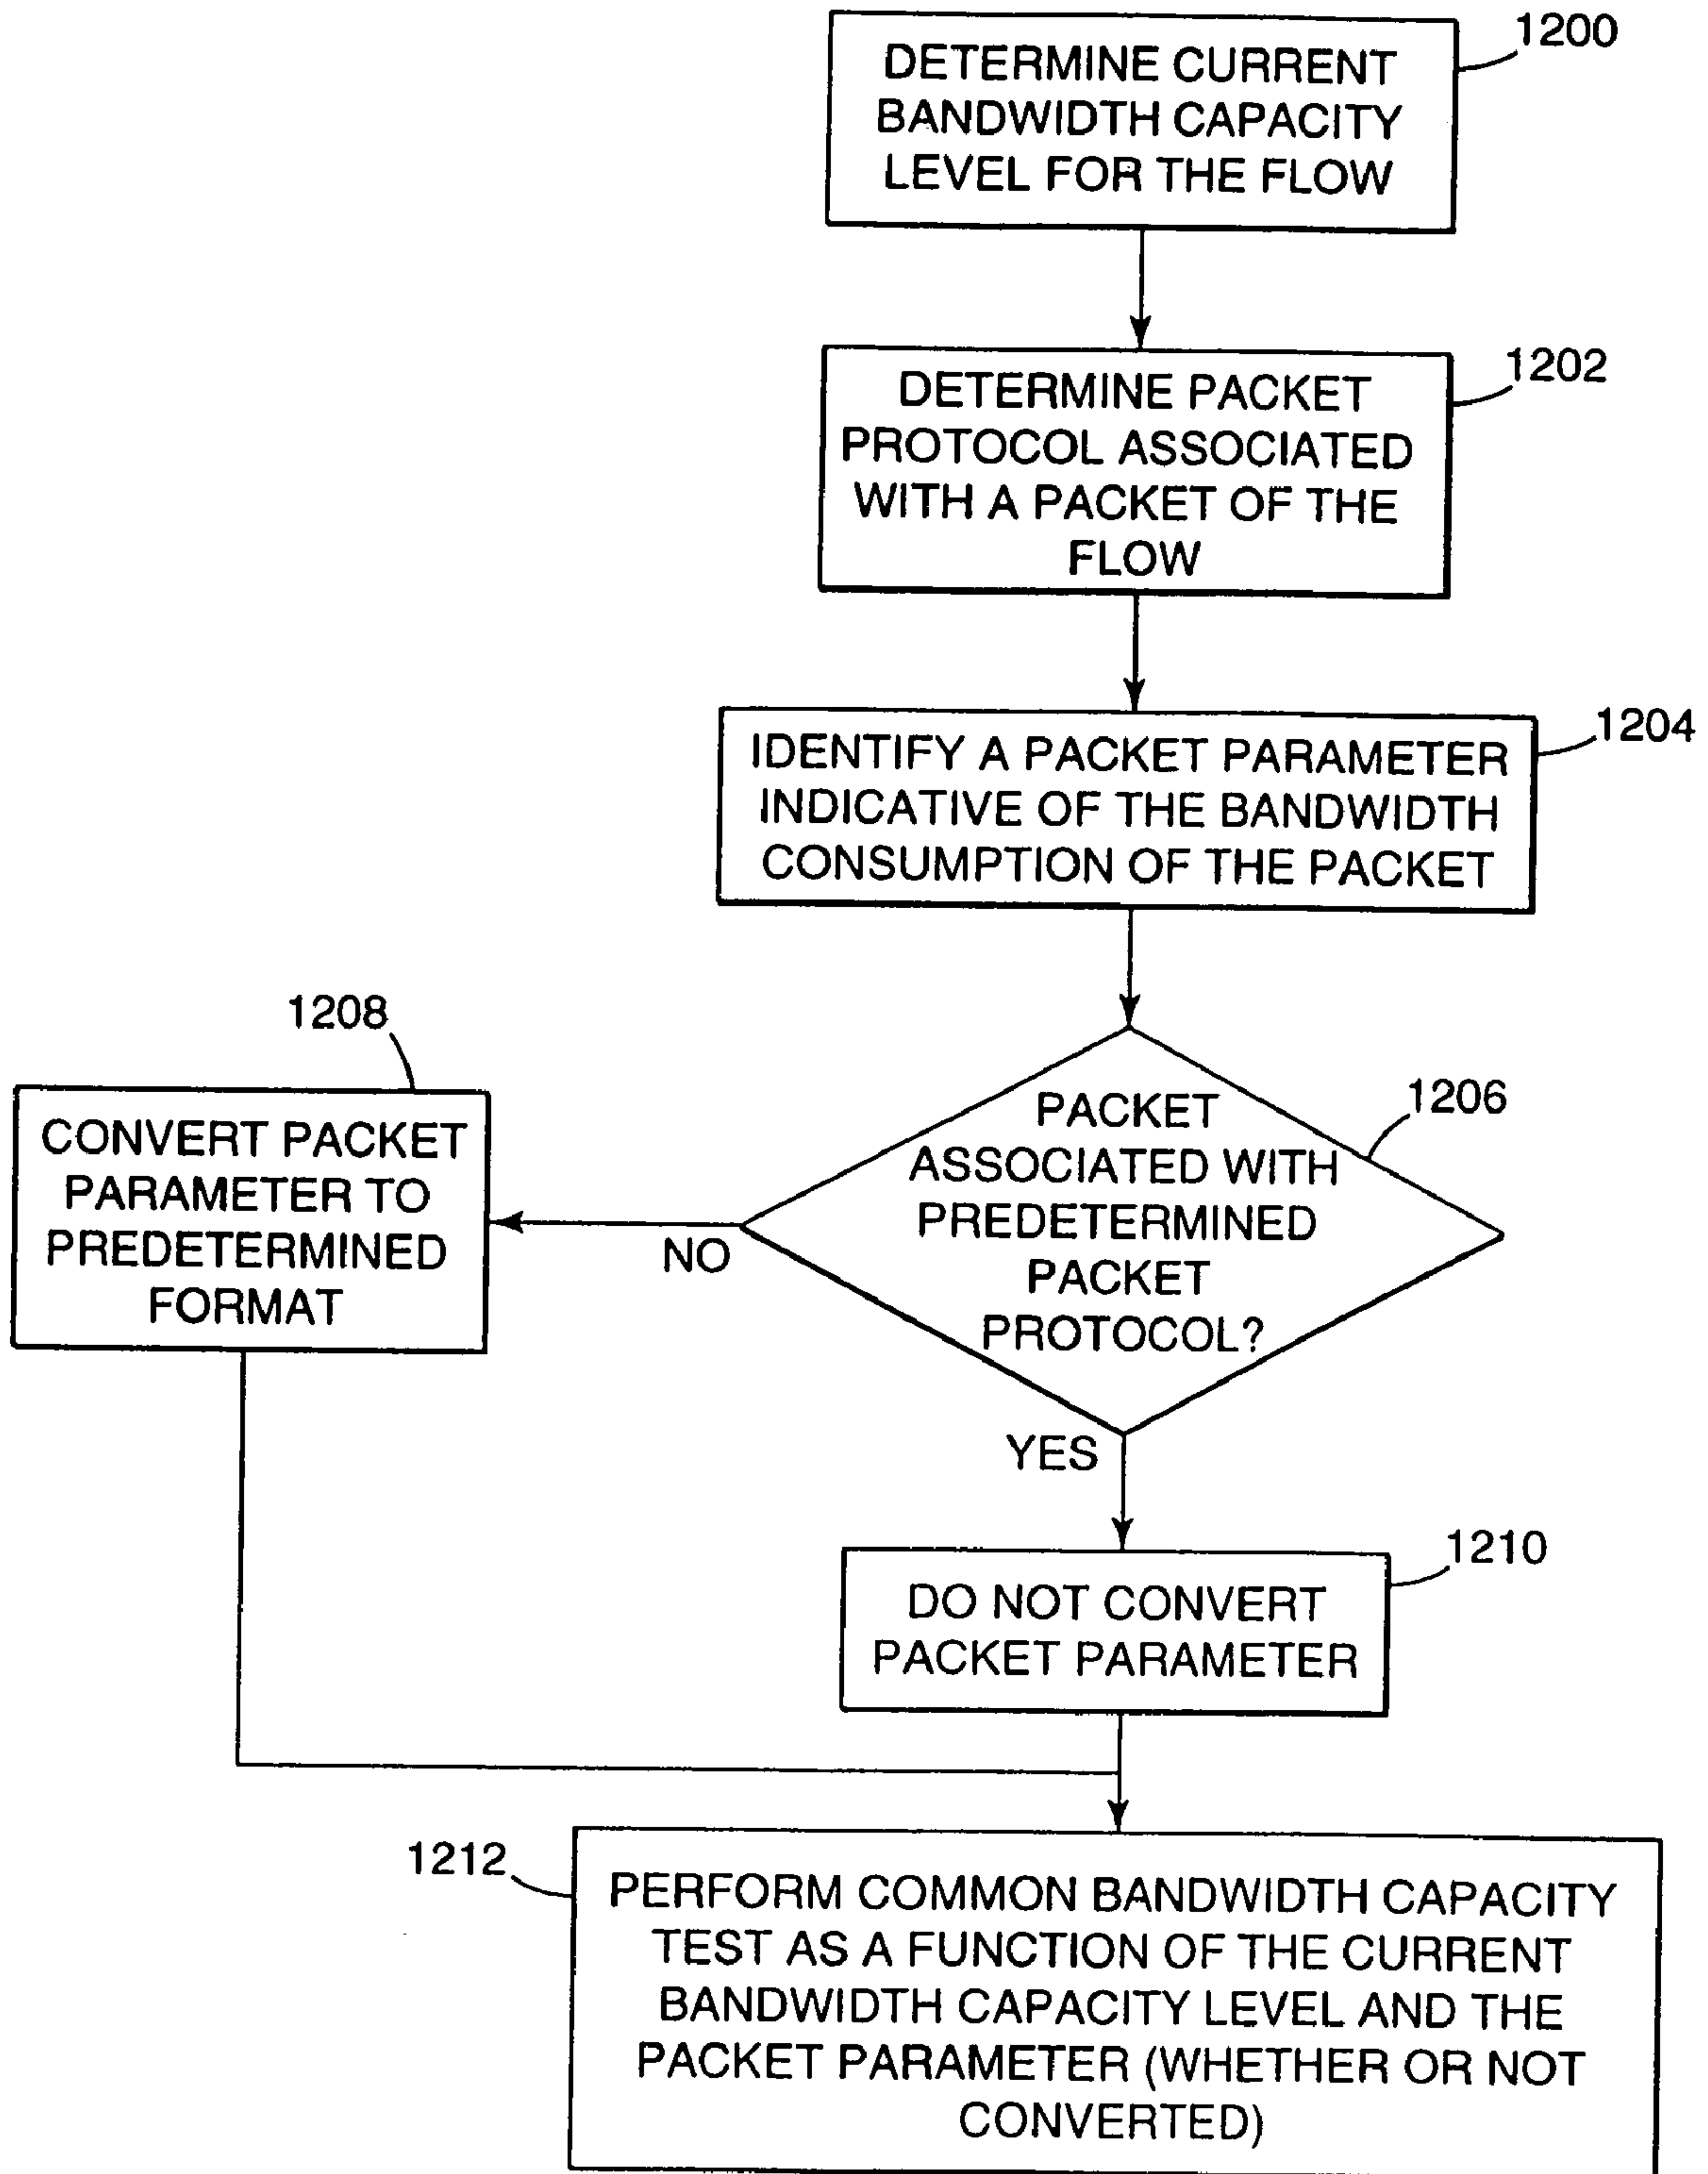 1200
DETERMINE CURRENT
BANDWIDTH CAPACITY
LEVEL FOR THE FLOW
1202
DETERMINE PACKET
PROTOCOL ASSOCIATED
WITH A PACKET OF THE
FLOW
1204
IDENTIFY A PACKET PARAMETER
INDICATIVE OF THE BANDWIDTH
CONSUMPTION OF THE PACKET
1206
PACKET
ASSOCIATED WITH
PREDETERMINED
PACKET
PROTOCOL?
NO
1208
CONVERT PACKET
PARAMETER TO
PREDETERMINED
FORMAT
YES
1210
DO NOT CONVERT
PACKET PARAMETER
1212
PERFORM COMMON BANDWIDTH CAPACITY
TEST AS A FUNCTION OF THE CURRENT
BANDWIDTH CAPACITY LEVEL AND THE
PACKET PARAMETER (WHETHER OR NOT
CONVERTED)